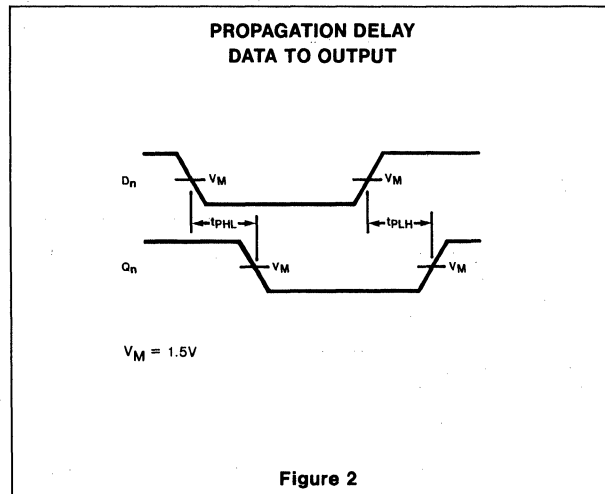 PROPAGATION DELAY
DATA TO OUTPUT
Dn
VM
VM
tPHL
tPLH
Qn
VM
VM
VM = 1.5V
Figure 2